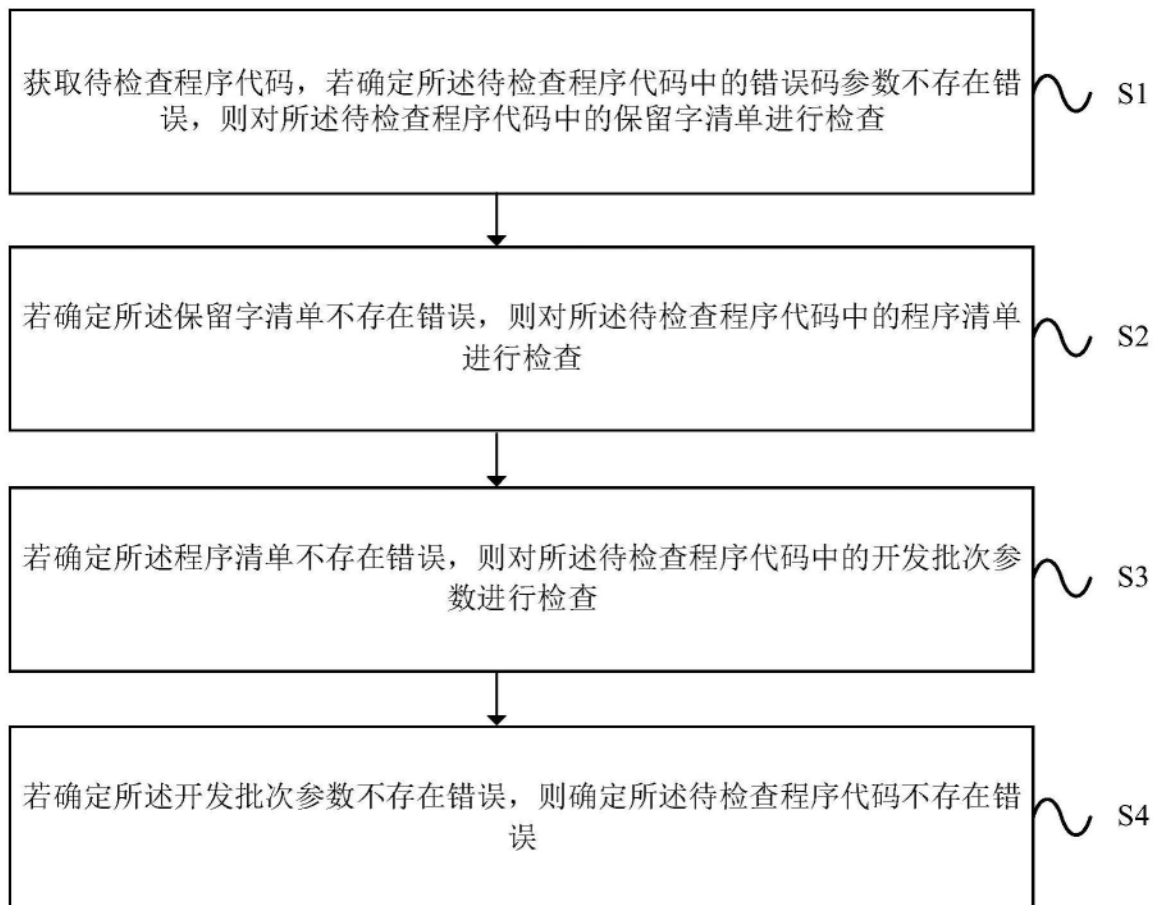 获取待检查程序代码，若确定所述待检查程序代码中的错误码参数不存在错
误，则对所述待检查程序代码中的保留字清单进行检查
S1
若确定所述保留字清单不存在错误，则对所述待检查程序代码中的程序清单
进行检查
S2
若确定所述程序清单不存在错误，则对所述待检查程序代码中的开发批次参
数进行检查
S3
若确定所述开发批次参数不存在错误，则确定所述待检查程序代码不存在错
误
S4